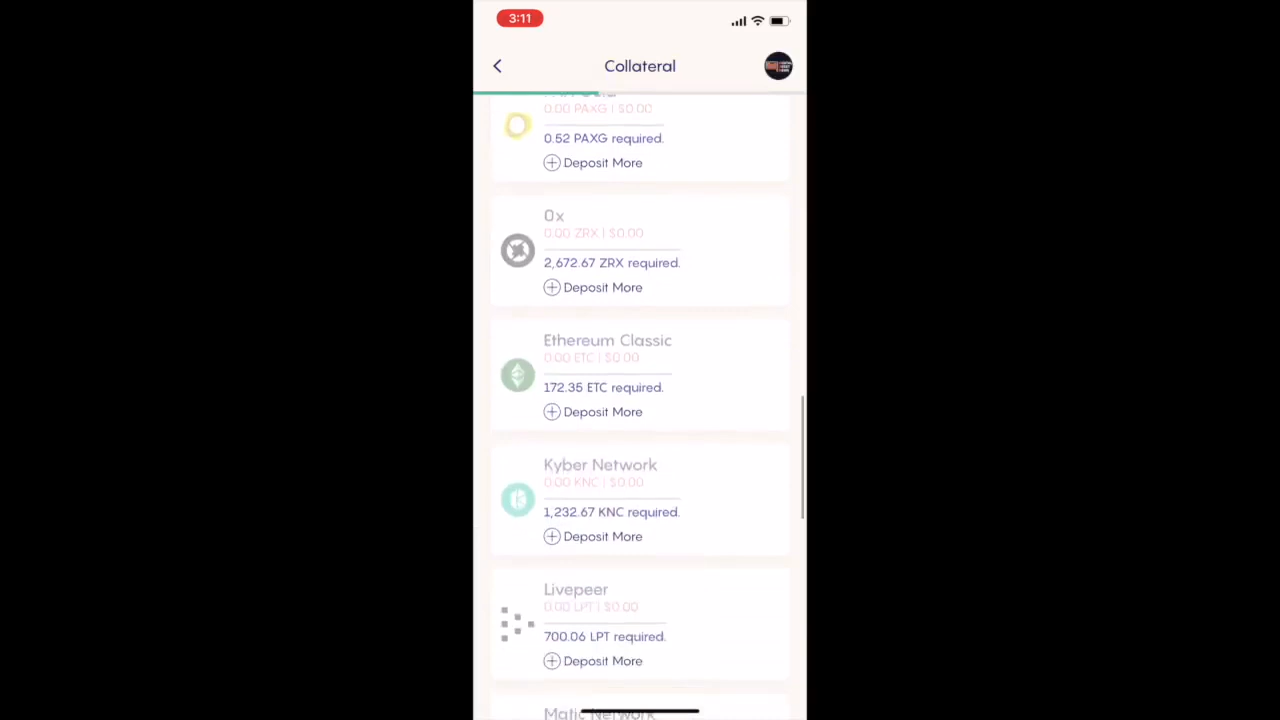 3:11
Collateral
0.00 PAXG | $0.00
0.52 PAXG required.
Deposit More
0x
0.00 ZRX | $0.00
2,672.67 ZRX required.
Deposit More
Ethereum Classic
0.00 ETC | $0.00
172.35 ETC required.
Deposit More
Kyber Network
0.00 KNC | $0.00
1,232.67 KNC required.
Deposit More
Livepeer
0.00 LPT | $0.00
700.06 LPT required.
Deposit More
Matic Network